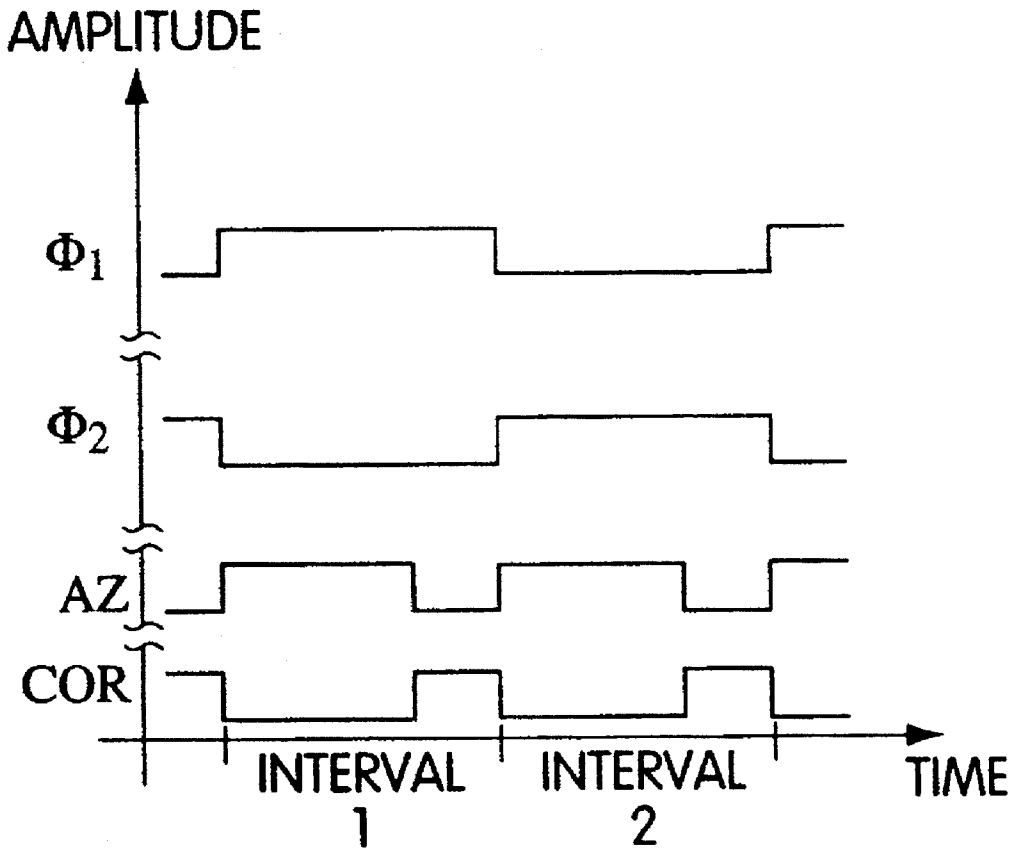 AMPLITUDE
Φ1
Φ2
AZ
COR
INTERVAL
1
INTERVAL
2
TIME